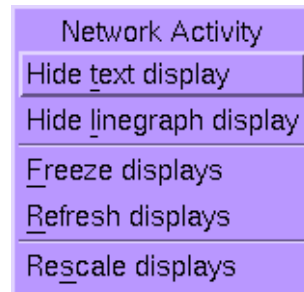 Network Activity
Hide text display
Hide linegraph display
Freeze displays
Refresh displays
Rescale displays